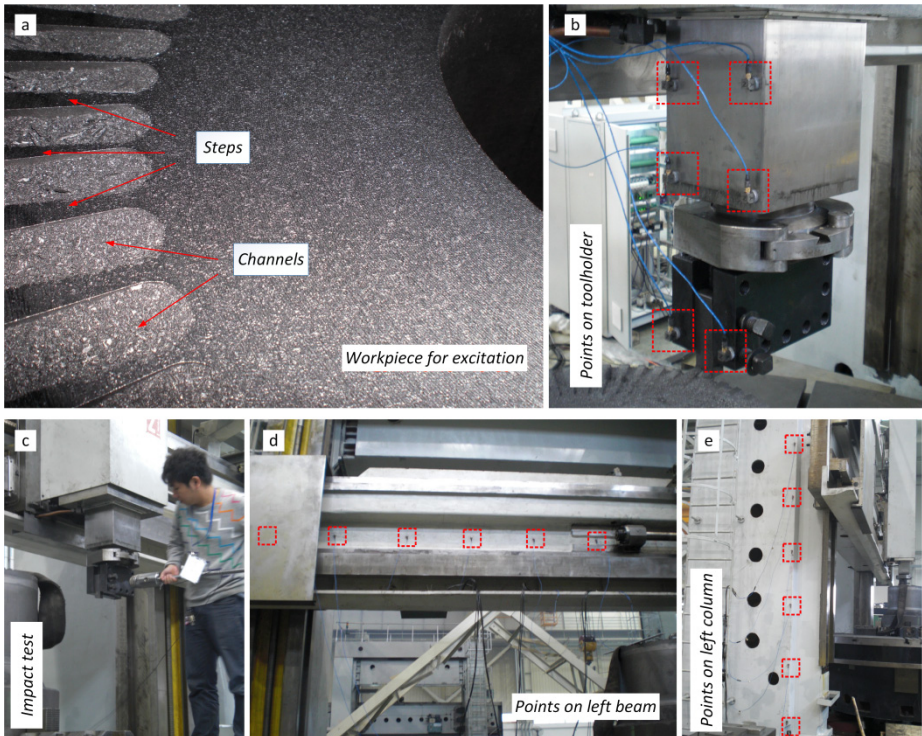 a
Steps
Channels
Workpiece for excitation
b
Points on toolholder
c
Impact test
d
Points on left beam
e
Points on left column